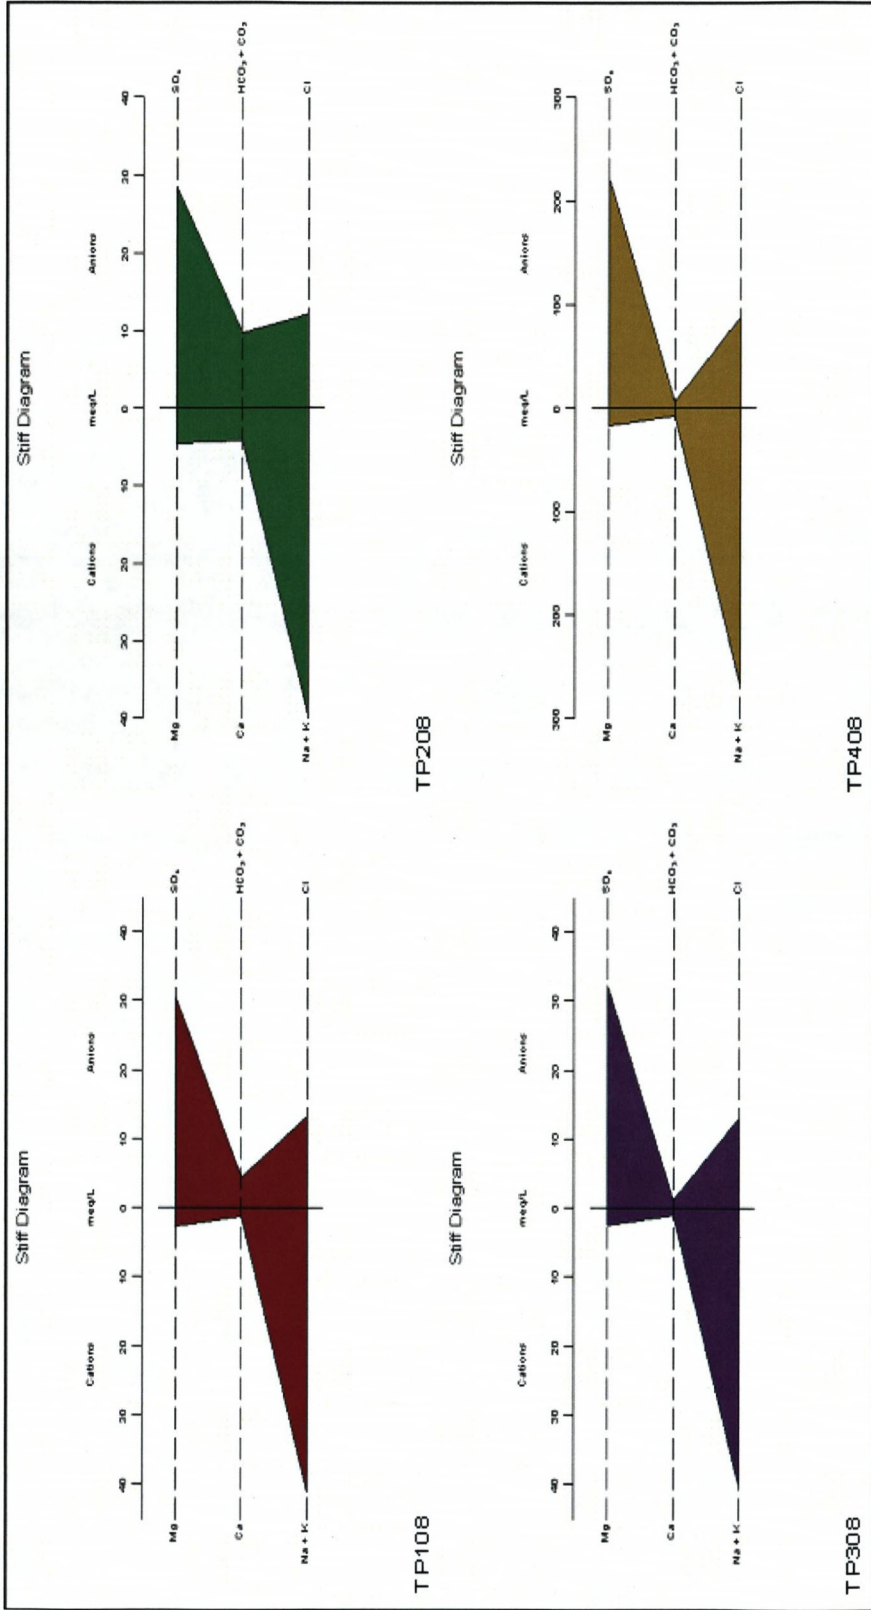 Stiff Diagram
Cations meq/L Anions
40 30 20 10 0 10 20 30 40
Mg SO₄
Ca HCO₃ + CO₃
Na + K Cl
TP108
Stiff Diagram
Cations meq/L Anions
40 30 20 10 0 10 20 30 40
Mg SO₄
Ca HCO₃ + CO₃
Na + K Cl
TP208
Stiff Diagram
Cations meq/L Anions
40 30 20 10 0 10 20 30 40
Mg SO₄
Ca HCO₃ + CO₃
Na + K Cl
TP308
Stiff Diagram
Cations meq/L Anions
300 200 100 0 100 200 300
Mg SO₄
Ca HCO₃ + CO₃
Na + K Cl
TP408